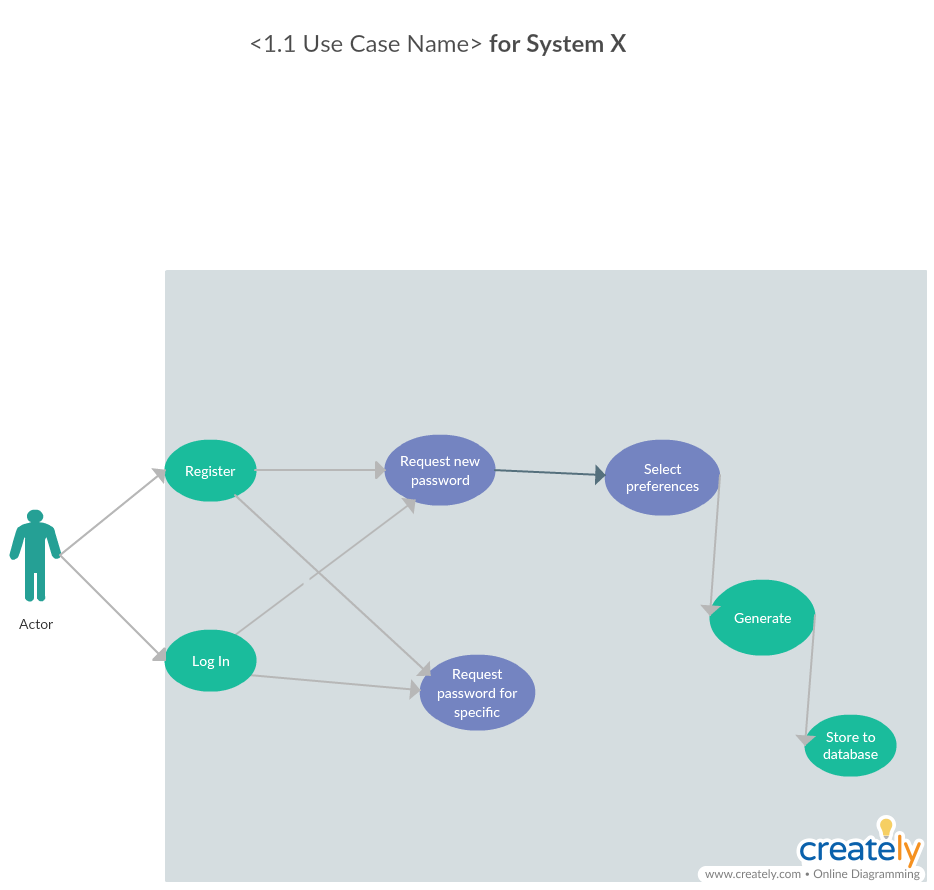 <1.1 Use Case Name> for System X
Request new
password
Register
Select
preferences
Generate
Actor
Log In
Request
password for
specific
Store to
database
creately
www.creately.com • Online Diagramming